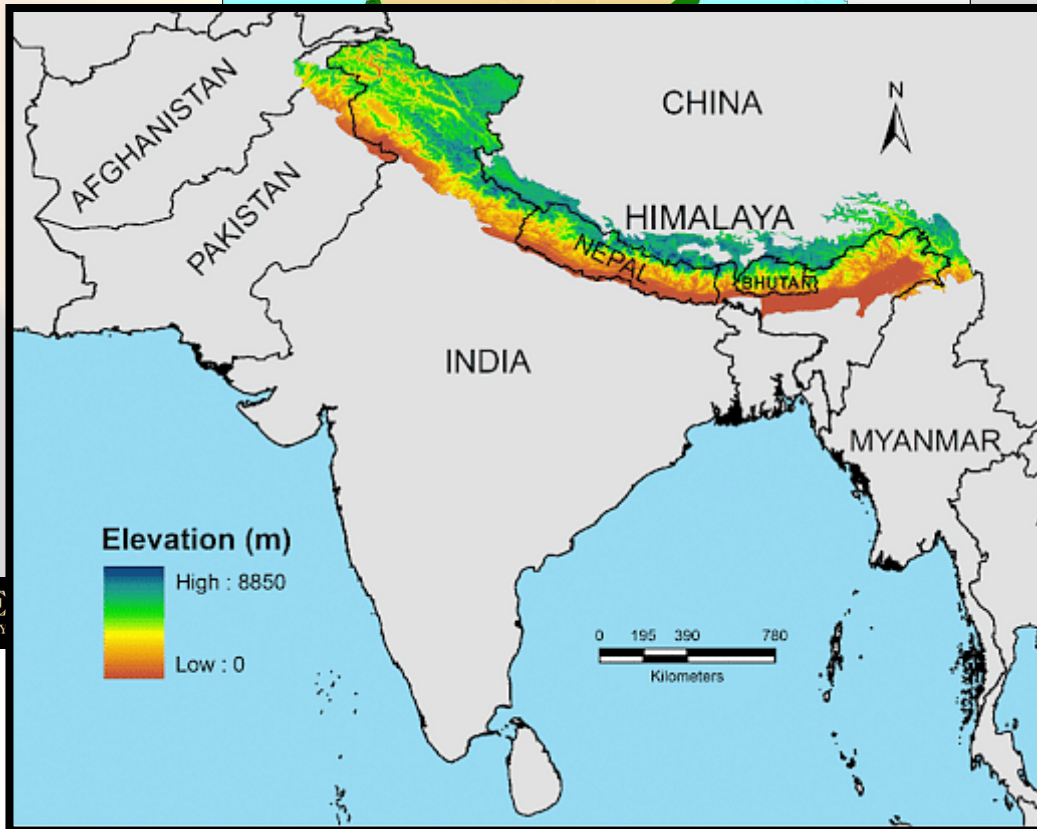 CHINA
N
AFGHANISTAN
PAKISTAN
HIMALAYA
NEPAL
BHUTAN
INDIA
MYANMAR
Elevation (m)
High : 8850
Low : 0
0 195 390 780
Kilometers